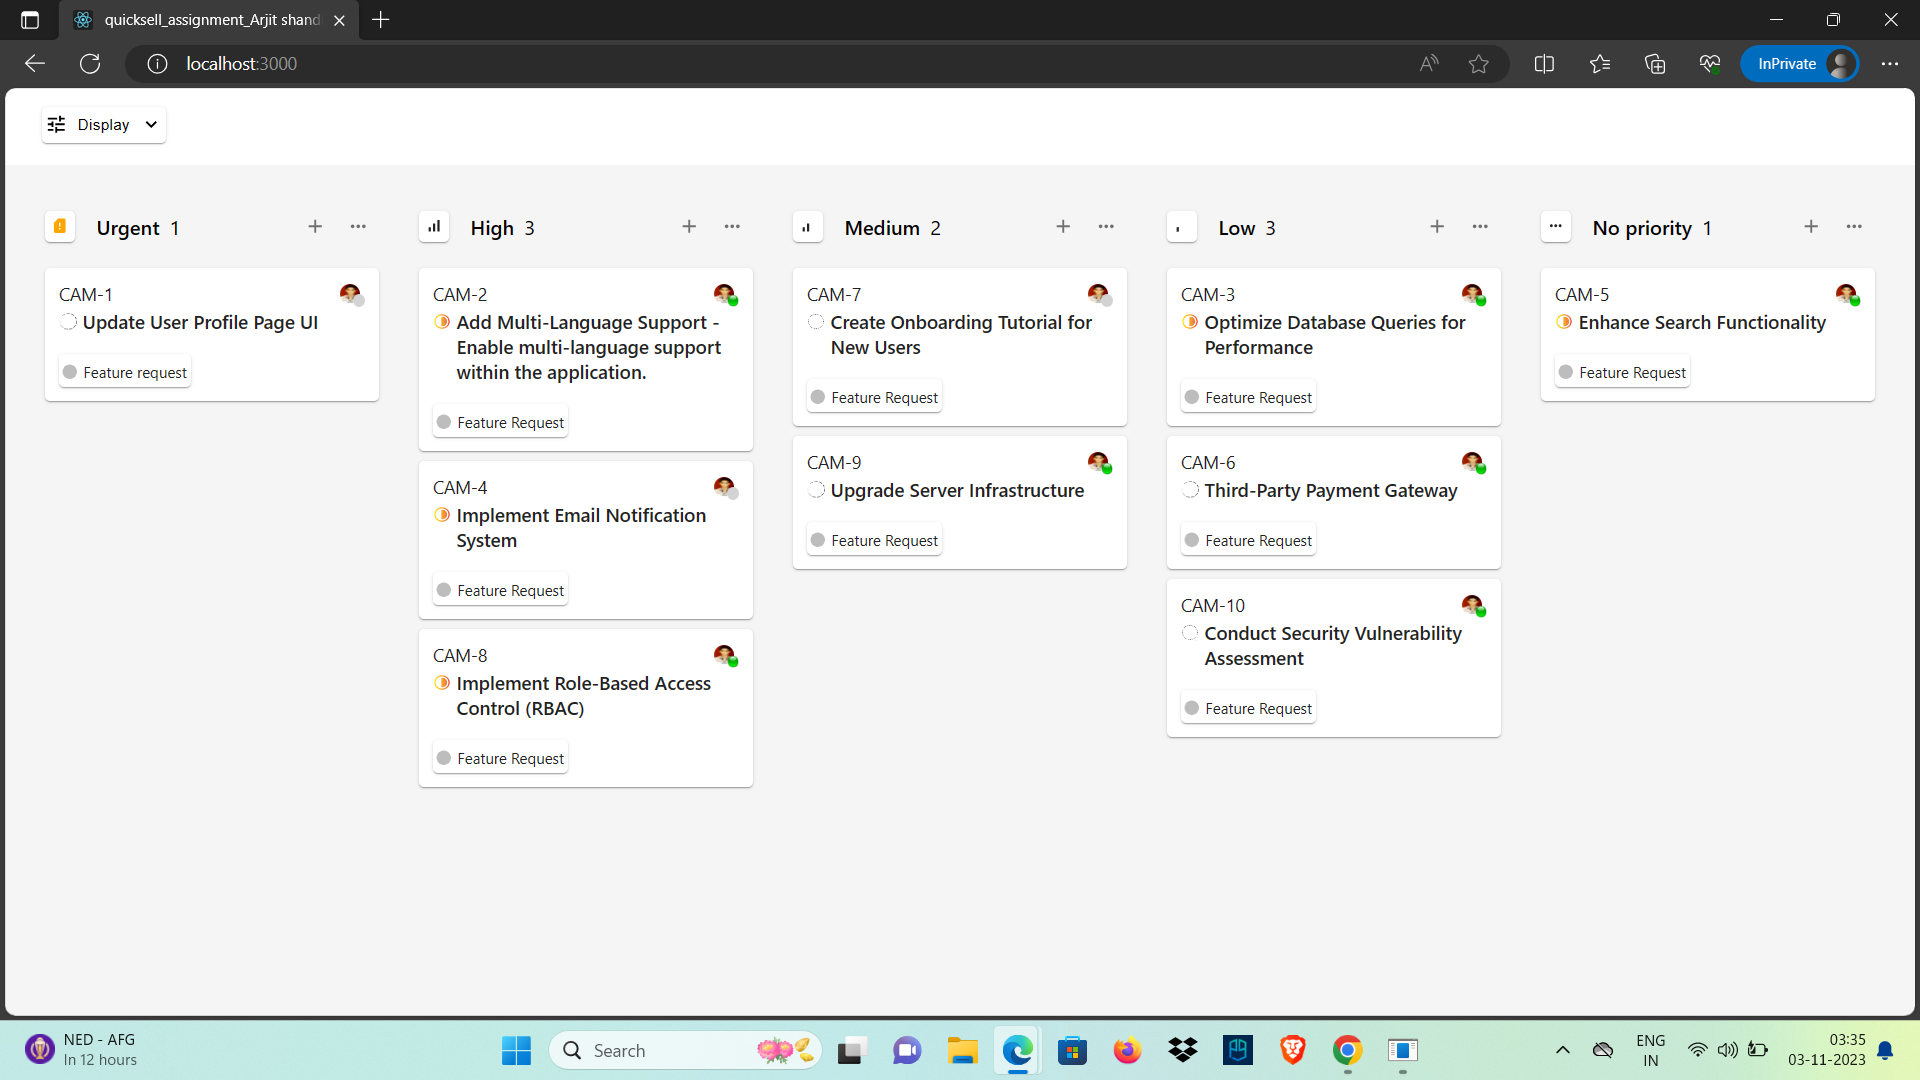 quicksell_assignment_Arjit shand
localhost:3000
InPrivate
Display
Urgent 1
CAM-1
Update User Profile Page UI
Feature request
High 3
CAM-2
Add Multi-Language Support -
Enable multi-language support
within the application.
Feature Request
CAM-4
Implement Email Notification
System
Feature Request
CAM-8
Implement Role-Based Access
Control (RBAC)
Feature Request
Medium 2
CAM-7
Create Onboarding Tutorial for
New Users
Feature Request
CAM-9
Upgrade Server Infrastructure
Feature Request
Low 3
CAM-3
Optimize Database Queries for
Performance
Feature Request
CAM-6
Third-Party Payment Gateway
Feature Request
CAM-10
Conduct Security Vulnerability
Assessment
Feature Request
No priority 1
CAM-5
Enhance Search Functionality
Feature Request
NED - AFG
In 12 hours
Search
ENG
IN
03:35
03-11-2023